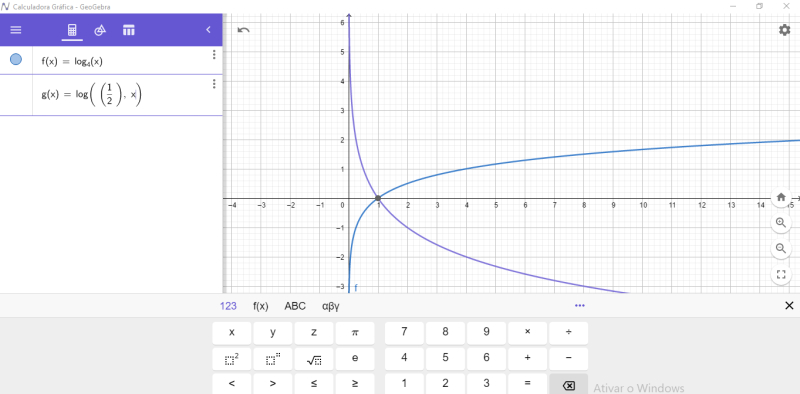 Calculadora Gráfica - GeoGebra
f(x) = log₄(x)
g(x) = log((1/2), x)
6
5
4
3
2
1
-4 -3 -2 -1 0 1 2 3 4 5 6 7 8 9 10 11 12 13 14 15
-1
-2
-3
f
123 f(x) ABC αβγ
x y z π 7 8 9 × ÷
□² □^□ √□ e 4 5 6 + −
< > ≤ ≥ 1 2 3 =
Ativar o Windows